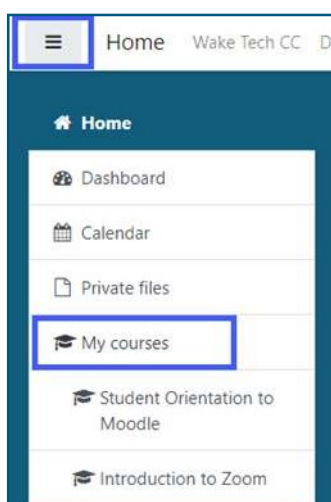 Home Wake Tech CC D
Home
Dashboard
Calendar
Private files
My courses
Student Orientation to
Moodle
Introduction to Zoom